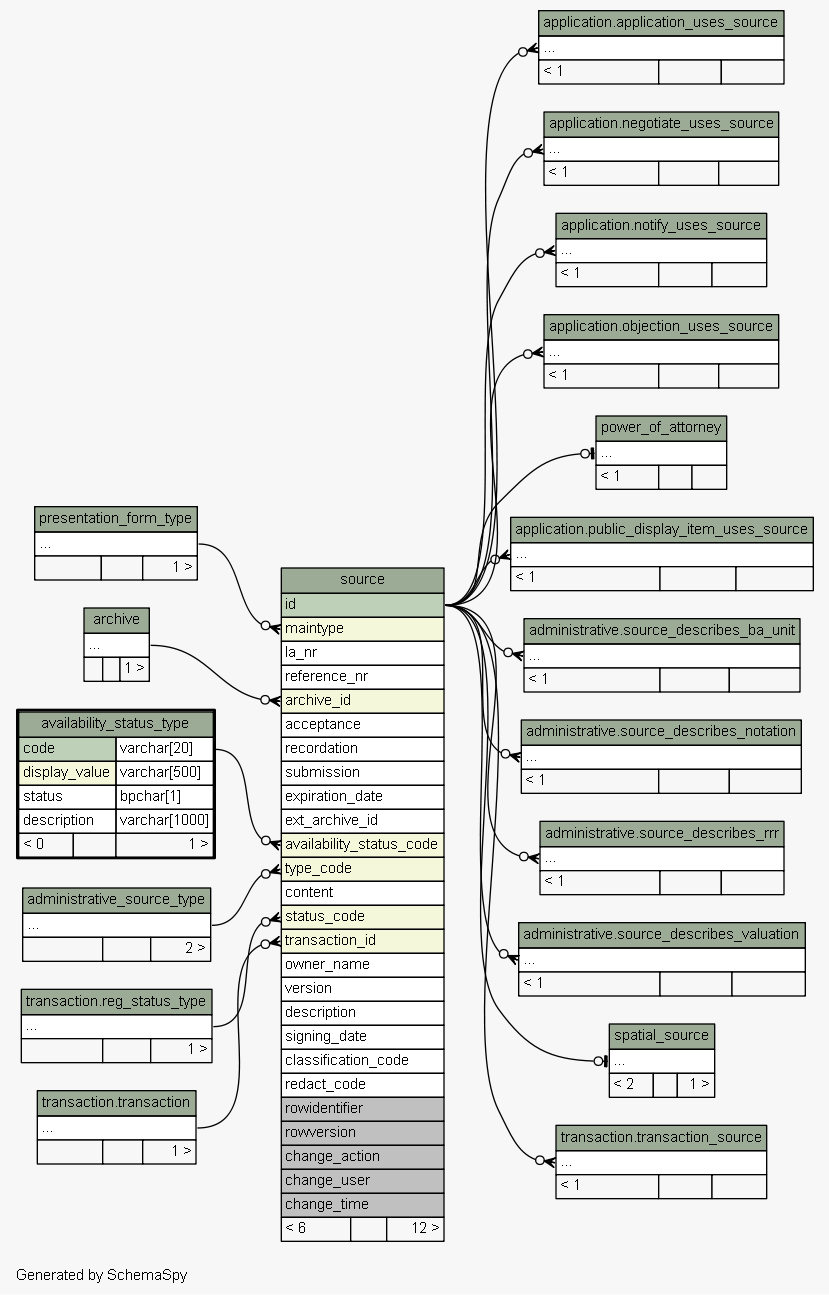 application.application_uses_source
...
< 1
application.negotiate_uses_source
...
< 1
application.notify_uses_source
...
< 1
application.objection_uses_source
...
< 1
power_of_attorney
...
< 1
application.public_display_item_uses_source
...
< 1
administrative.source_describes_ba_unit
...
< 1
administrative.source_describes_notation
...
< 1
administrative.source_describes_rrr
...
< 1
administrative.source_describes_valuation
...
< 1
spatial_source
...
< 2 1 >
transaction.transaction_source
...
< 1
presentation_form_type
...
1 >
archive
...
1 >
availability_status_type
code varchar[20]
display_value varchar[500]
status bpchar[1]
description varchar[1000]
< 0 1 >
administrative_source_type
...
2 >
transaction.reg_status_type
...
1 >
transaction.transaction
...
1 >
source
id
maintype
la_nr
reference_nr
archive_id
acceptance
recordation
submission
expiration_date
ext_archive_id
availability_status_code
type_code
content
status_code
transaction_id
owner_name
version
description
signing_date
classification_code
redact_code
rowidentifier
rowversion
change_action
change_user
change_time
< 6 12 >
Generated by SchemaSpy